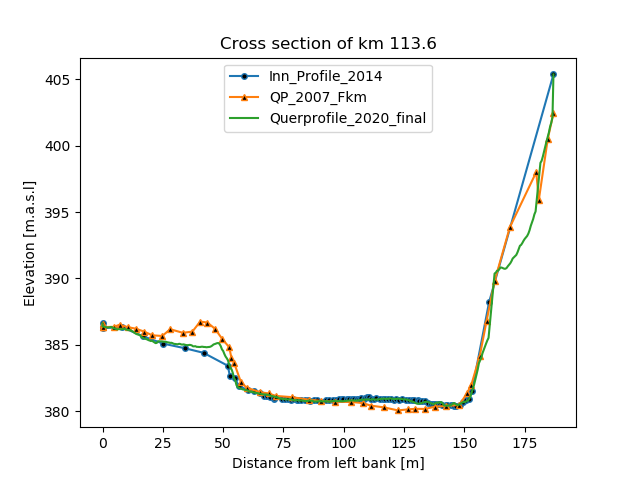 Cross section of km 113.6
Inn_Profile_2014
QP_2007_Fkm
Querprofile_2020_final
405
400
395
390
385
380
Elevation [m.a.s.l]
0
25
50
75
100
125
150
175
Distance from left bank [m]